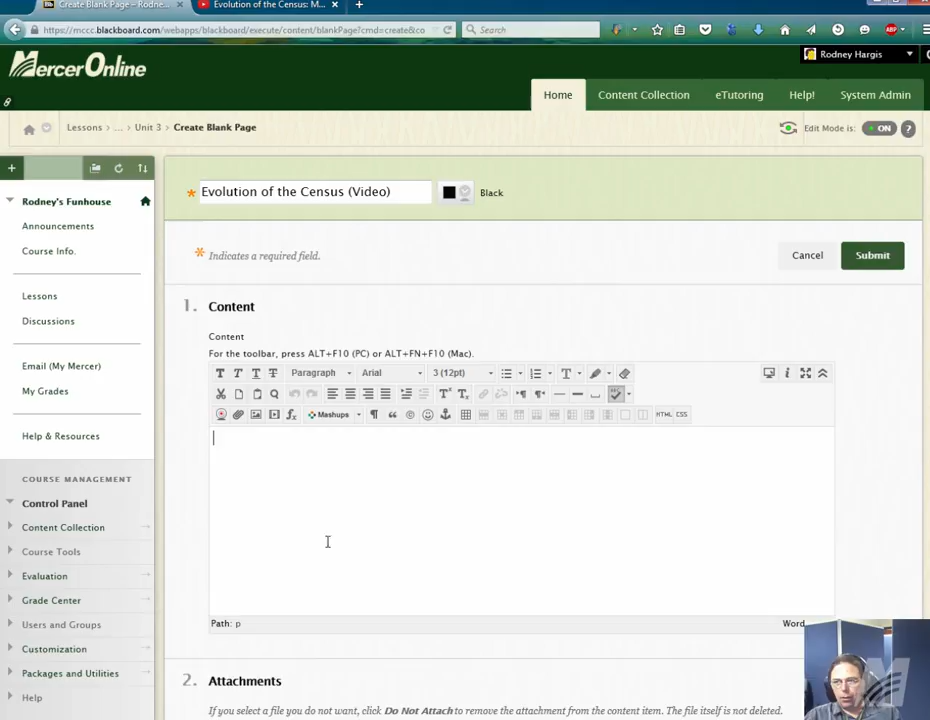 Create Blank Page – Rodne...
Evolution of the Census: M...
https://mccc.blackboard.com/webapps/blackboard/execute/content/blankPage?cmd=create&co
Search
ABP
MercerOnline
Rodney Hargis
Home
Content Collection
eTutoring
Help!
System Admin
Lessons > ... > Unit 3 > Create Blank Page
Edit Mode is: ON ?
Rodney's Funhouse
Announcements
Course Info.
Lessons
Discussions
Email (My Mercer)
My Grades
Help & Resources
COURSE MANAGEMENT
Control Panel
Content Collection
Course Tools
Evaluation
Grade Center
Users and Groups
Customization
Packages and Utilities
Help
* Evolution of the Census (Video)
Black
* Indicates a required field.
Cancel
Submit
1. Content
Content
For the toolbar, press ALT+F10 (PC) or ALT+FN+F10 (Mac).
T T T T Paragraph Arial 3 (12pt) T
T T
fx Mashups ¶ HTML CSS
Path: p
Word
2. Attachments
If you select a file you do not want, click Do Not Attach to remove the attachment from the content item. The file itself is not deleted.